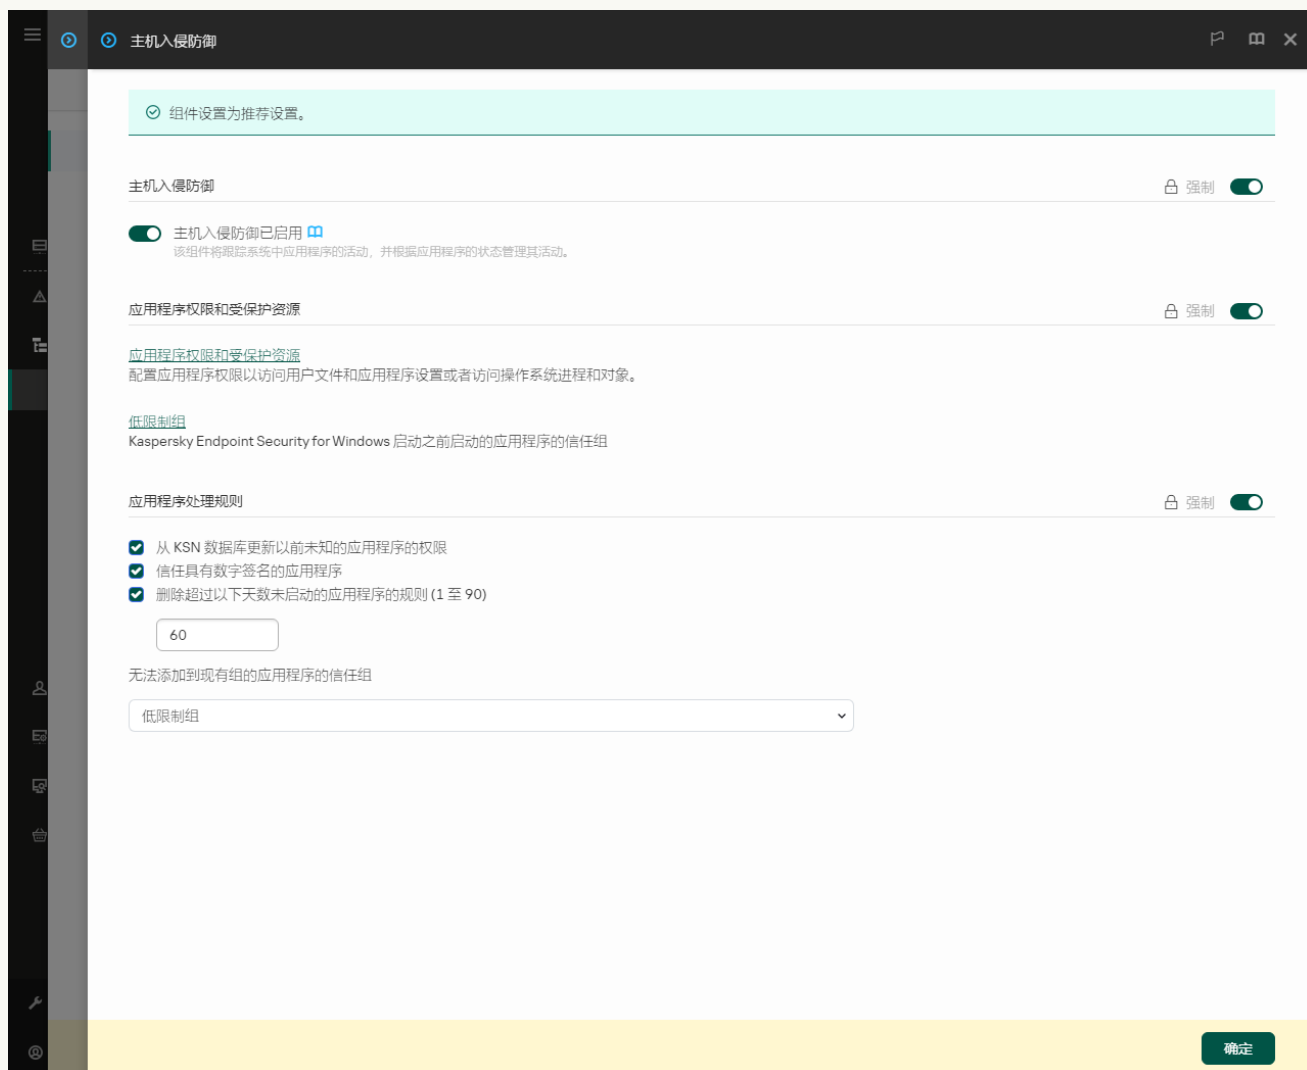 主机入侵防御
组件设置为推荐设置。
主机入侵防御
强制
主机入侵防御已启用
该组件将跟踪系统中应用程序的活动，并根据应用程序的状态管理其活动。
应用程序权限和受保护资源
强制
应用程序权限和受保护资源
配置应用程序权限以访问用户文件和应用程序设置或者访问操作系统进程和对象。
低限制组
Kaspersky Endpoint Security for Windows 启动之前启动的应用程序的信任组
应用程序处理规则
强制
从 KSN 数据库更新以前未知的应用程序的权限
信任具有数字签名的应用程序
删除超过以下天数未启动的应用程序的规则 (1 至 90)
60
无法添加到现有组的应用程序的信任组
低限制组
确定